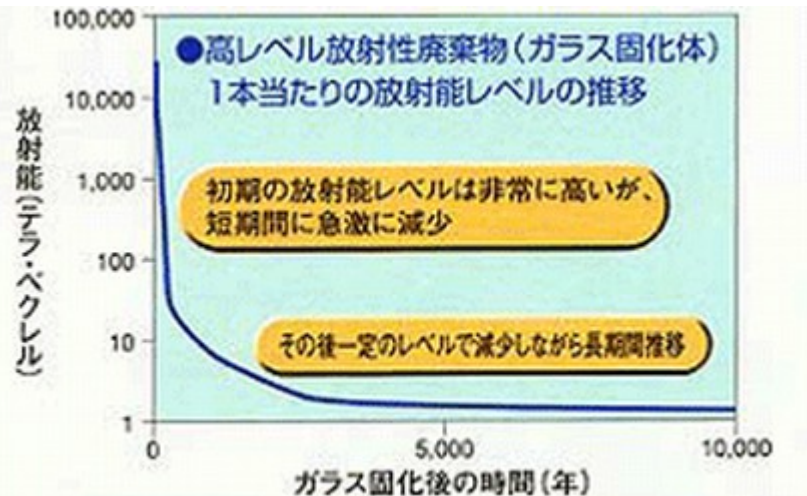 ●高レベル放射性廃棄物(ガラス固化体)
1本当たりの放射能レベルの推移
初期の放射能レベルは非常に高いが、
短期間に急激に減少
その後一定のレベルで減少しながら長期間推移
放射能(テラ・ベクレル)
100,000
10,000
1,000
100
10
1
0
5,000
10,000
ガラス固化後の時間(年)